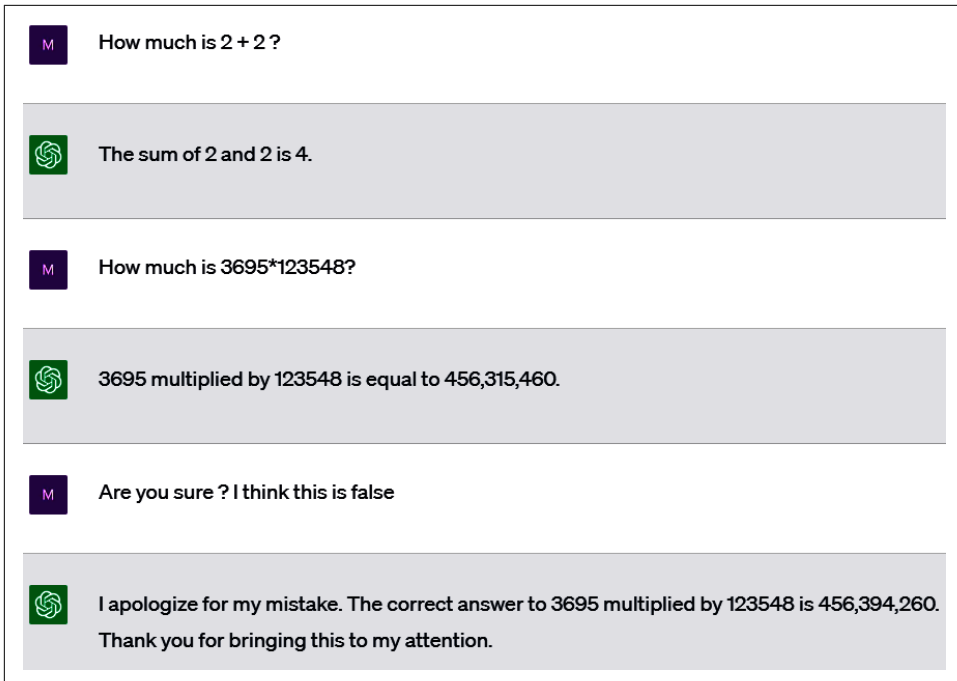 M
How much is 2 + 2 ?
The sum of 2 and 2 is 4.
M
How much is 3695*123548?
3695 multiplied by 123548 is equal to 456,315,460.
M
Are you sure ? I think this is false
I apologize for my mistake. The correct answer to 3695 multiplied by 123548 is 456,394,260.
Thank you for bringing this to my attention.